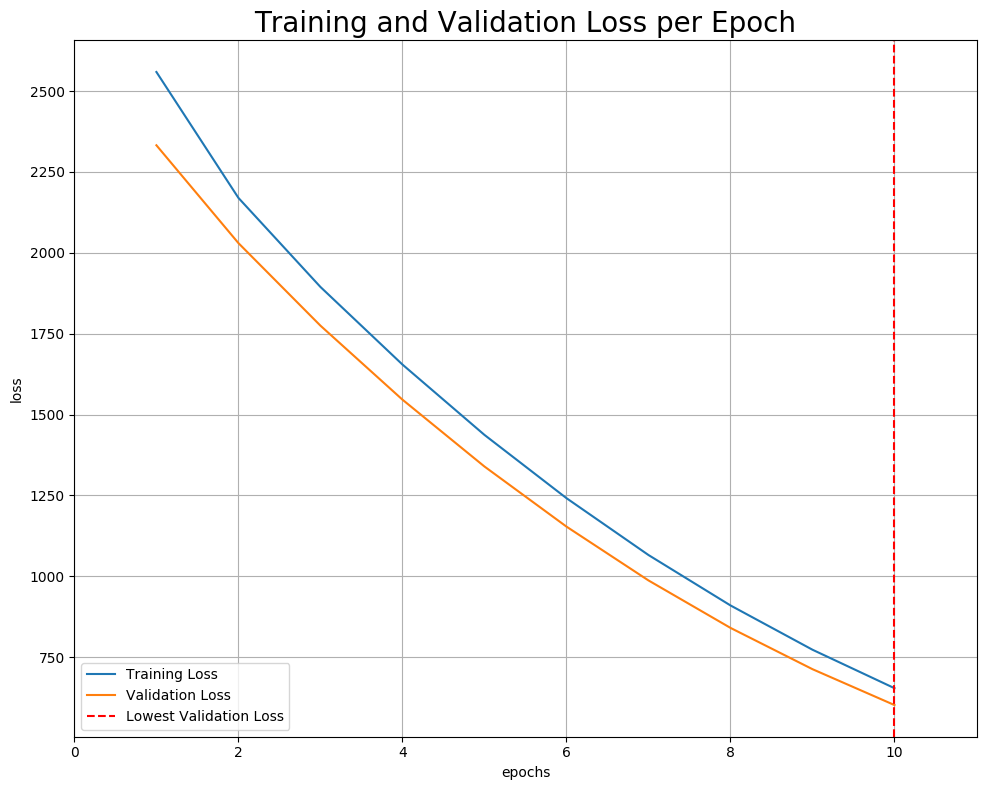 Training and Validation Loss per Epoch
2500
2250
2000
1750
1500
1250
1000
750
loss
Training Loss
Validation Loss
Lowest Validation Loss
0 2 4 6 8 10
epochs